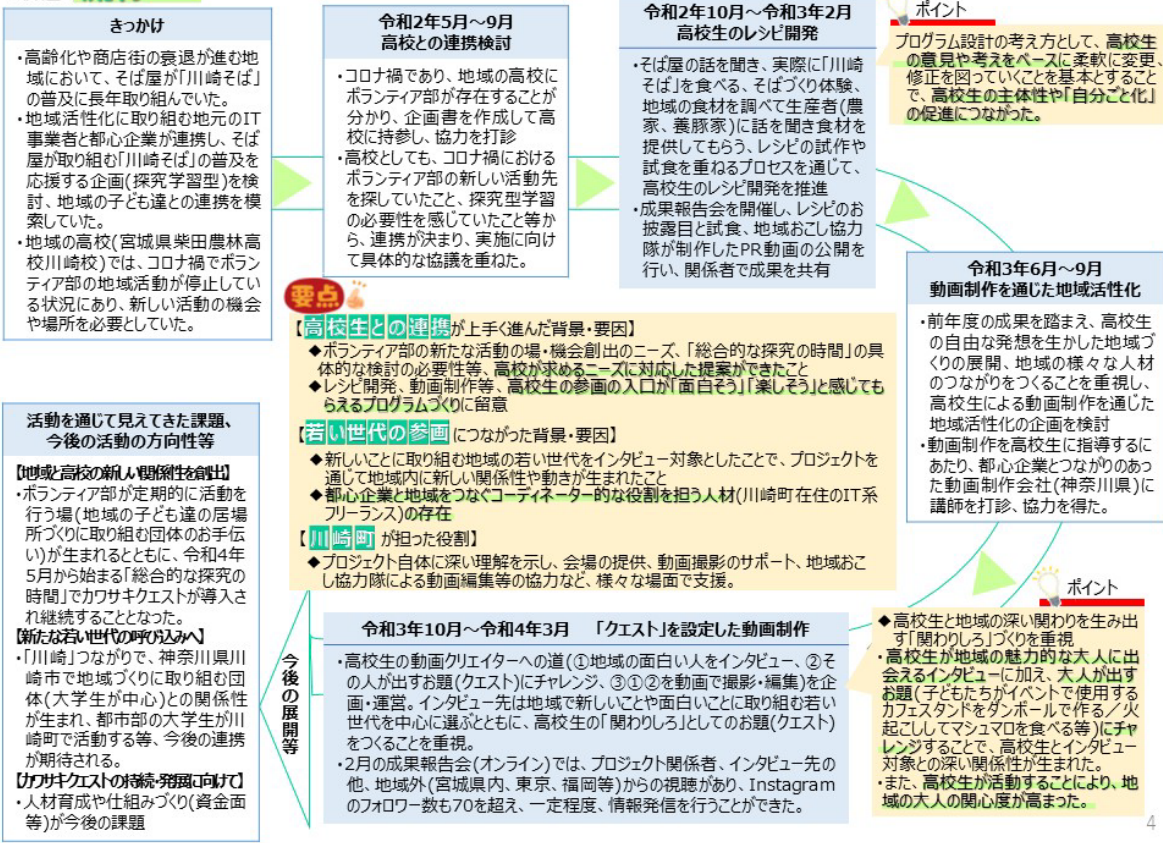 きっかけ
・高齢化や商店街の衰退が進む地
域において、そば屋が「川崎そば」
の普及に長年取り組んでいた。
・地域活性化に取り組む地元のIT
事業者と都心企業が連携し、そば
屋が取り組む「川崎そば」の普及を
応援する企画(探究学習型)を検
討、地域の子ども達との連携を模
索していた。
・地域の高校(宮城県柴田農林高
校川崎校)では、コロナ禍でボラン
ティア部の地域活動が停止してい
る状況にあり、新しい活動の機会
や場所を必要としていた。
令和2年5月～9月
高校との連携検討
・コロナ禍であり、地域の高校に
ボランティア部が存在することが
分かり、企画書を作成して高
校に持参し、協力を打診
・高校としても、コロナ禍における
ボランティア部の新しい活動先
を探していたこと、探究型学習
の必要性を感じていたこと等か
ら、連携が決まり、実施に向け
て具体的な協議を重ねた。
令和2年10月～令和3年2月
高校生のレシピ開発
・そば屋の話を聞き、実際に「川崎
そば」を食べる、そばづくり体験、
地域の食材を調べて生産者(農
家、養豚家)に話を聞き食材を
提供してもらう、レシピの試作や
試食を重ねるプロセスを通じて、
高校生のレシピ開発を推進
・成果報告会を開催し、レシピのお
披露目と試食、地域おこし協力
隊が制作したPR動画の公開を
行い、関係者で成果を共有
ポイント
プログラム設計の考え方として、高校生
の意見や考えをベースに柔軟に変更、
修正を図っていくことを基本とすること
で、高校生の主体性や「自分ごと化」
の促進につながった。
令和3年6月～9月
動画制作を通じた地域活性化
・前年度の成果を踏まえ、高校生
の自由な発想を生かした地域づ
くりの展開、地域の様々な人材
のつながりをつくることを重視し、
高校生による動画制作を通じた
地域活性化の企画を検討
・動画制作を高校生に指導するに
あたり、都心企業とつながりのあっ
た動画制作会社(神奈川県)に
講師を打診、協力を得た。
要点
【高校生との連携が上手く進んだ背景・要因】
◆ボランティア部の新たな活動の場・機会創出のニーズ、「総合的な探究の時間」の具
体的な検討の必要性等、高校が求めるニーズに対応した提案ができたこと
◆レシピ開発、動画制作等、高校生の参画の入口が「面白そう」「楽しそう」と感じても
らえるプログラムづくりに留意
【若い世代の参画 につながった背景・要因】
◆新しいことに取り組む地域の若い世代をインタビュー対象としたことで、プロジェクトを
通じて地域内に新しい関係性や動きが生まれたこと
◆都心企業と地域をつなぐコーディネーター的な役割を担う人材(川崎町在住のIT系
フリーランス)の存在
【川崎町 が担った役割】
◆プロジェクト自体に深い理解を示し、会場の提供、動画撮影のサポート、地域おこ
し協力隊による動画編集等の協力など、様々な場面で支援。
ポイント
◆高校生と地域の深い関わりを生み出
す「関わりしろ」づくりを重視
・高校生が地域の魅力的な大人に出
会えるインタビューに加え、大人が出す
お題(子どもたちがイベントで使用する
カフェスタンドをダンボールで作る／火
起こししてマシュマロを食べる等)にチャ
レンジすることで、高校生とインタビュー
対象との深い関係性が生まれた。
・また、高校生が活動することにより、地
域の大人の関心度が高まった。
令和3年10月～令和4年3月 「クエスト」を設定した動画制作
・高校生の動画クリエイターへの道(①地域の面白い人をインタビュー、②そ
の人が出すお題(クエスト)にチャレンジ、③①②を動画で撮影・編集)を企
画・運営。インタビュー先は地域で新しいことや面白いことに取り組む若い
世代を中心に選ぶとともに、高校生の「関わりしろ」としてのお題(クエスト)
をつくることを重視。
・2月の成果報告会(オンライン)では、プロジェクト関係者、インタビュー先の
他、地域外(宮城県内、東京、福岡等)からの視聴があり、Instagram
のフォロワー数も70を超え、一定程度、情報発信を行うことができた。
今後の展開等
活動を通じて見えてきた課題、
今後の活動の方向性等
【地域と高校の新しい関係性を創出】
・ボランティア部が定期的に活動を
行う場(地域の子ども達の居場
所づくりに取り組む団体のお手伝
い)が生まれるとともに、令和4年
5月から始まる「総合的な探究の
時間」でカワサキクエストが導入さ
れ継続することとなった。
【新たな若い世代の呼び込みへ】
・「川崎」つながりで、神奈川県川
崎市で地域づくりに取り組む団
体(大学生が中心)との関係性
が生まれ、都市部の大学生が川
崎町で活動する等、今後の連携
が期待される。
【カワサキクエストの持続・発展に向けて】
・人材育成や仕組みづくり(資金面
等)が今後の課題
4